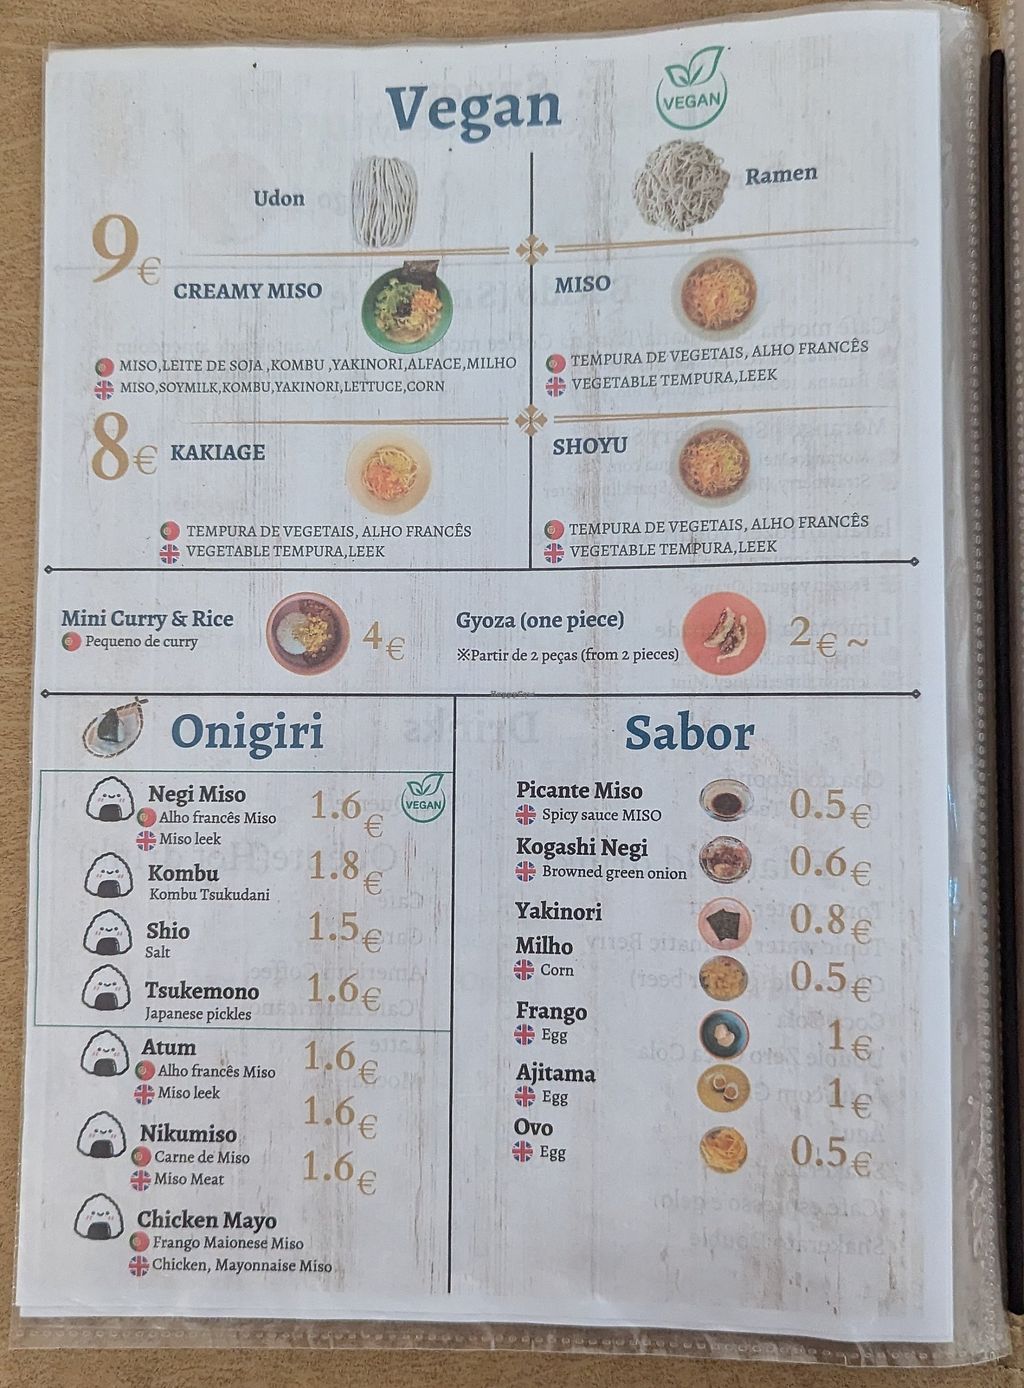 Vegan
VEGAN
Udon
Ramen
9€
CREAMY MISO
MISO,LEITE DE SOJA ,KOMBU ,YAKINORI,ALFACE,MILHO
MISO,SOYMILK,KOMBU,YAKINORI,LETTUCE,CORN
MISO
TEMPURA DE VEGETAIS, ALHO FRANCÊS
VEGETABLE TEMPURA,LEEK
8€
KAKIAGE
TEMPURA DE VEGETAIS, ALHO FRANCÊS
VEGETABLE TEMPURA,LEEK
SHOYU
TEMPURA DE VEGETAIS, ALHO FRANCÊS
VEGETABLE TEMPURA,LEEK
Mini Curry & Rice
Pequeno de curry
4€
Gyoza (one piece)
※Partir de 2 peças (from 2 pieces)
2€ ~
HappyCow
Onigiri
VEGAN
Negi Miso 1.6€
Alho francês Miso
Miso leek
Kombu 1.8€
Kombu Tsukudani
Shio 1.5€
Salt
Tsukemono 1.6€
Japanese pickles
Atum 1.6€
Alho francês Miso
Miso leek
1.6€
Nikumiso
Carne de Miso
Miso Meat
1.6€
Chicken Mayo
Frango Maionese Miso
Chicken, Mayonnaise Miso
Sabor
Picante Miso 0.5€
Spicy sauce MISO
Kogashi Negi 0.6€
Browned green onion
Yakinori 0.8€
Milho 0.5€
Corn
Frango 1€
Egg
Ajitama 1€
Egg
Ovo 0.5€
Egg